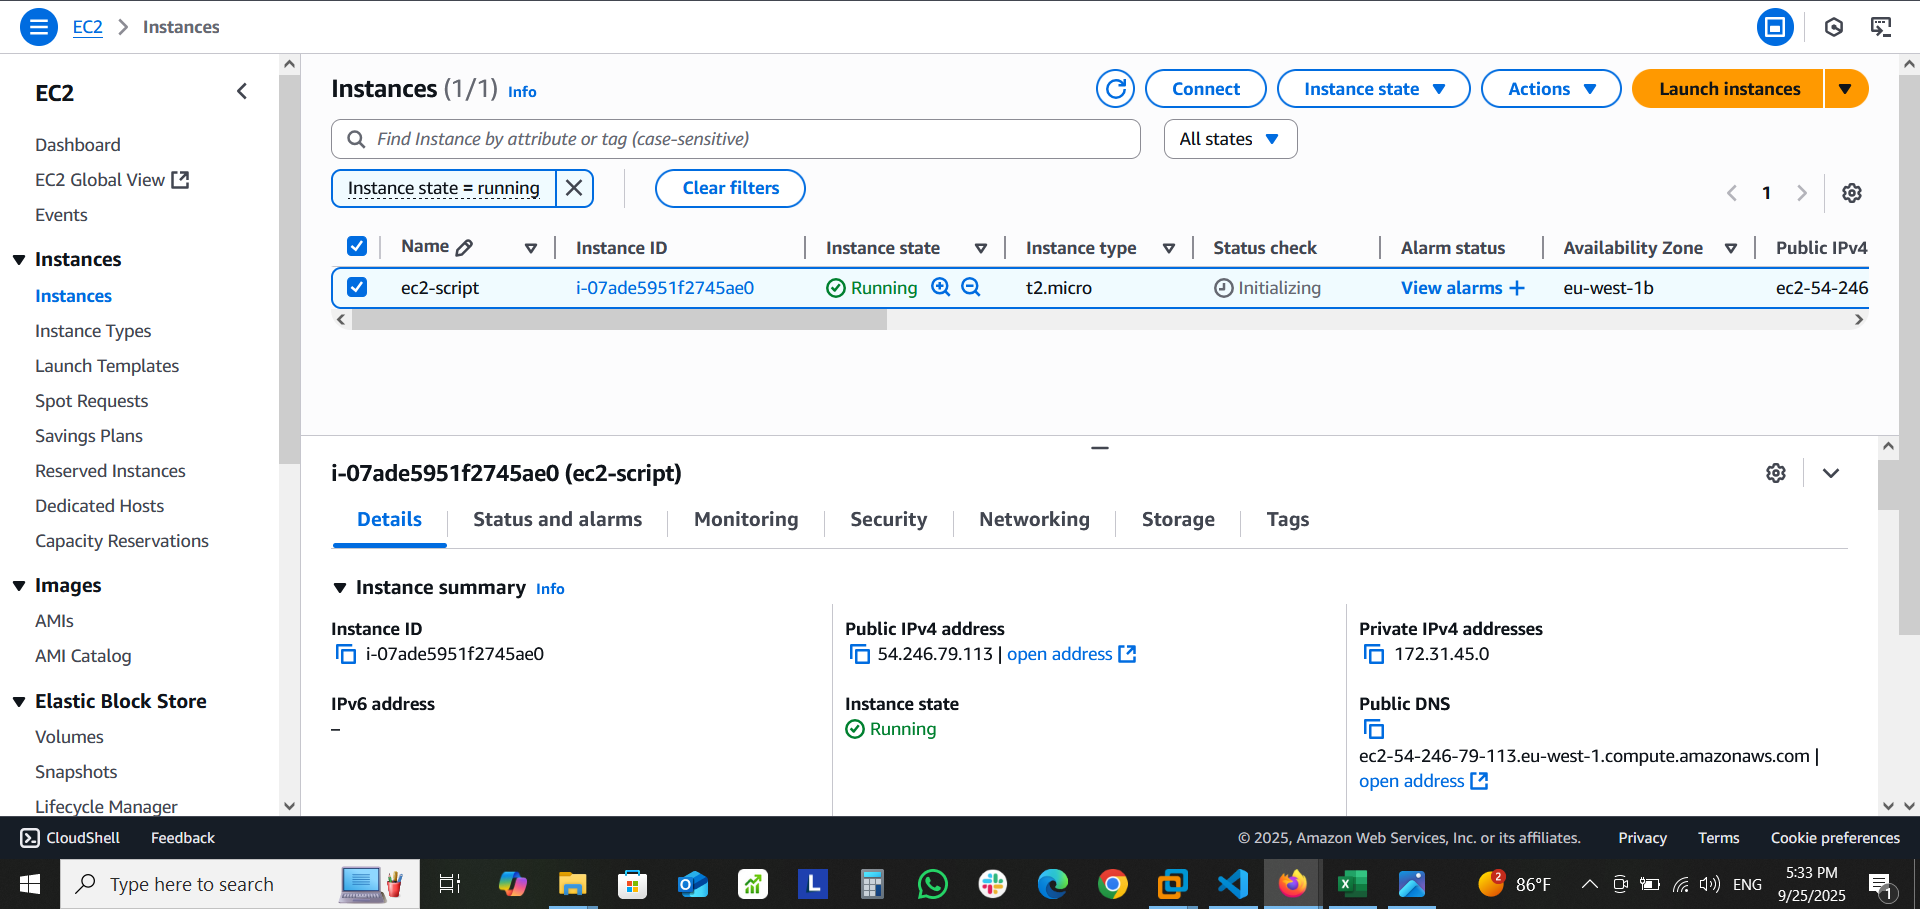 EC2 > Instances
EC2
Dashboard
EC2 Global View
Events
Instances
Instances
Instance Types
Launch Templates
Spot Requests
Savings Plans
Reserved Instances
Dedicated Hosts
Capacity Reservations
Images
AMIs
AMI Catalog
Elastic Block Store
Volumes
Snapshots
Lifecycle Manager
Instances (1/1) Info
Connect
Instance state
Actions
Launch instances
Find Instance by attribute or tag (case-sensitive)
All states
Instance state = running
Clear filters
1
Name Instance ID Instance state Instance type Status check Alarm status Availability Zone Public IPv4
ec2-script i-07ade5951f2745ae0 Running t2.micro Initializing View alarms + eu-west-1b ec2-54-246
i-07ade5951f2745ae0 (ec2-script)
Details Status and alarms Monitoring Security Networking Storage Tags
Instance summary Info
Instance ID
i-07ade5951f2745ae0
IPv6 address
–
Public IPv4 address
54.246.79.113 | open address
Instance state
Running
Private IPv4 addresses
172.31.45.0
Public DNS
ec2-54-246-79-113.eu-west-1.compute.amazonaws.com |
open address
CloudShell Feedback © 2025, Amazon Web Services, Inc. or its affiliates. Privacy Terms Cookie preferences
Type here to search
L
2
86°F
ENG
5:33 PM
9/25/2025
1